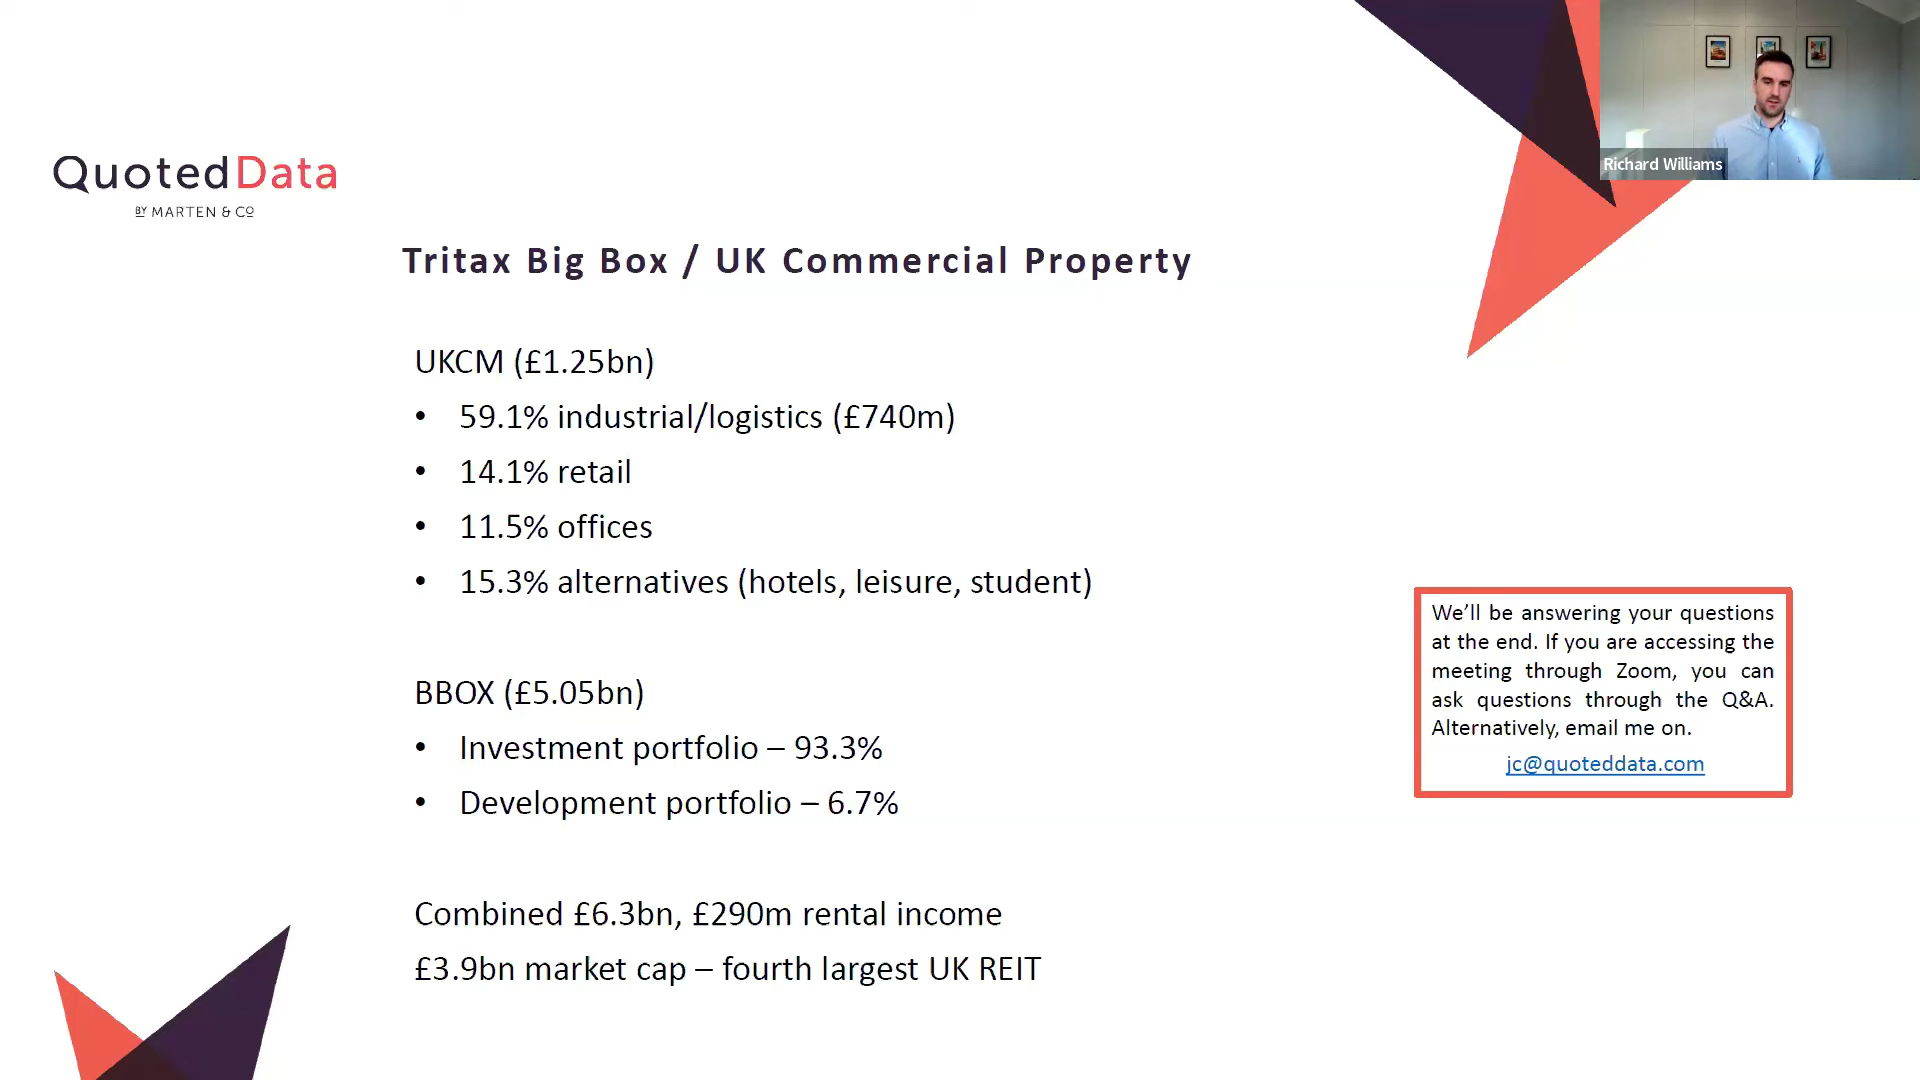 Richard Williams
QuotedData
BY MARTEN & CO
Tritax Big Box / UK Commercial Property
UKCM (£1.25bn)
• 59.1% industrial/logistics (£740m)
• 14.1% retail
• 11.5% offices
• 15.3% alternatives (hotels, leisure, student)
BBOX (£5.05bn)
• Investment portfolio – 93.3%
• Development portfolio – 6.7%
Combined £6.3bn, £290m rental income
£3.9bn market cap – fourth largest UK REIT
We’ll be answering your questions
at the end. If you are accessing the
meeting through Zoom, you can
ask questions through the Q&A.
Alternatively, email me on.
jc@quoteddata.com